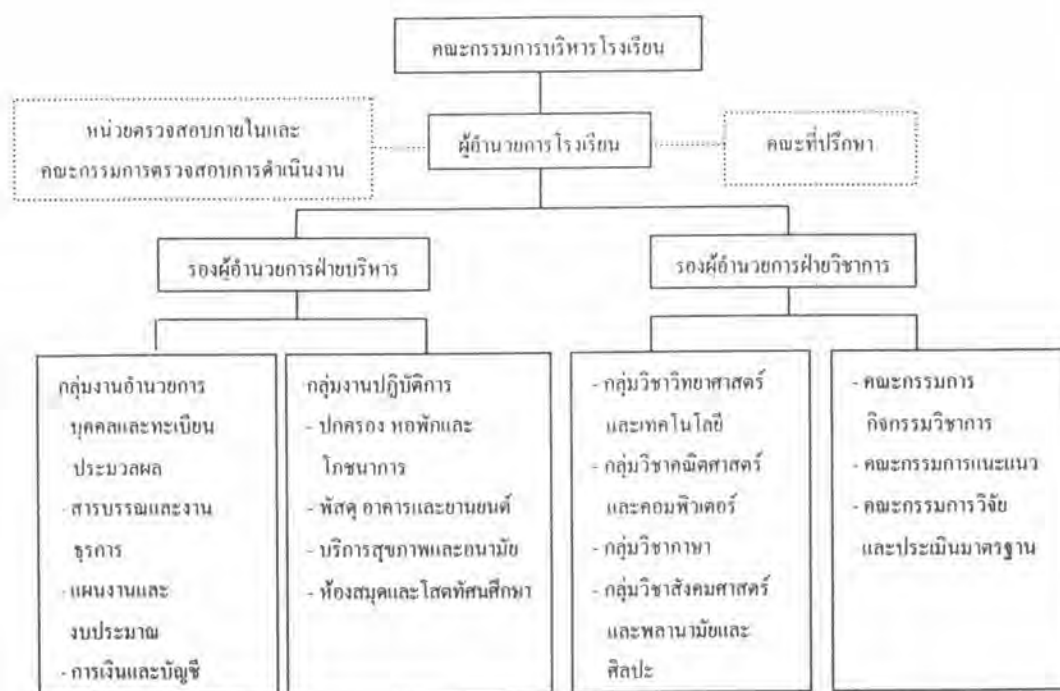 คณะกรรมการบริหารโรงเรียน
หน่วยตรวจสอบภายในและ
คณะกรรมการตรวจสอบการดำเนินงาน
ผู้อำนวยการโรงเรียน
คณะที่ปรึกษา
รองผู้อำนวยการฝ่ายบริหาร
รองผู้อำนวยการฝ่ายวิชาการ
กลุ่มงานอำนวยการ
บุคคลและทะเบียน
ประมวลผล
- สารบรรณและงาน
ธุรการ
- แผนงานและ
งบประมาณ
- การเงินและบัญชี
กลุ่มงานปฏิบัติการ
- ปกครอง หอพักและ
โภชนาการ
- พัสดุ อาคารและยานยนต์
- บริการสุขภาพและอนามัย
- ห้องสมุดและโสตทัศนศึกษา
- กลุ่มวิชาวิทยาศาสตร์
และเทคโนโลยี
- กลุ่มวิชาคณิตศาสตร์
และคอมพิวเตอร์
- กลุ่มวิชาภาษา
- กลุ่มวิชาสังคมศาสตร์
และพลานามัยและ
ศิลปะ
- คณะกรรมการ
กิจกรรมวิชาการ
- คณะกรรมการแนะแนว
- คณะกรรมการวิจัย
และประเมินมาตรฐาน